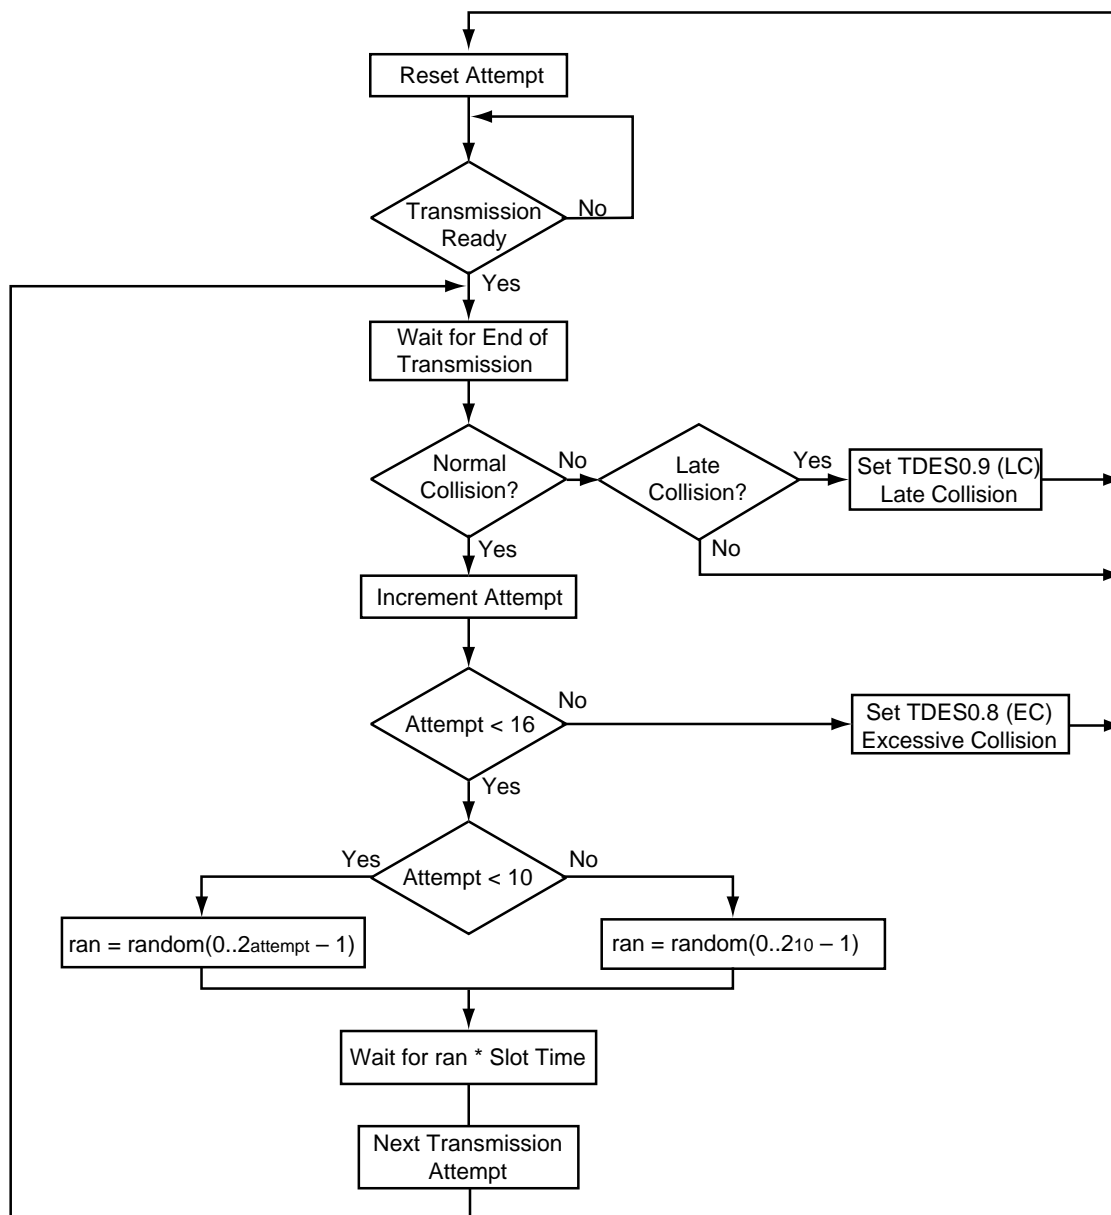 Reset Attempt
Transmission
Ready
No
Yes
Wait for End of
Transmission
Normal
Collision?
No
Late
Collision?
Yes
Set TDES0.9 (LC)
Late Collision
Yes
No
Increment Attempt
Attempt < 16
No
Set TDES0.8 (EC)
Excessive Collision
Yes
Attempt < 10
Yes
No
ran = random(0..2attempt – 1)
ran = random(0..210 – 1)
Wait for ran * Slot Time
Next Transmission
Attempt